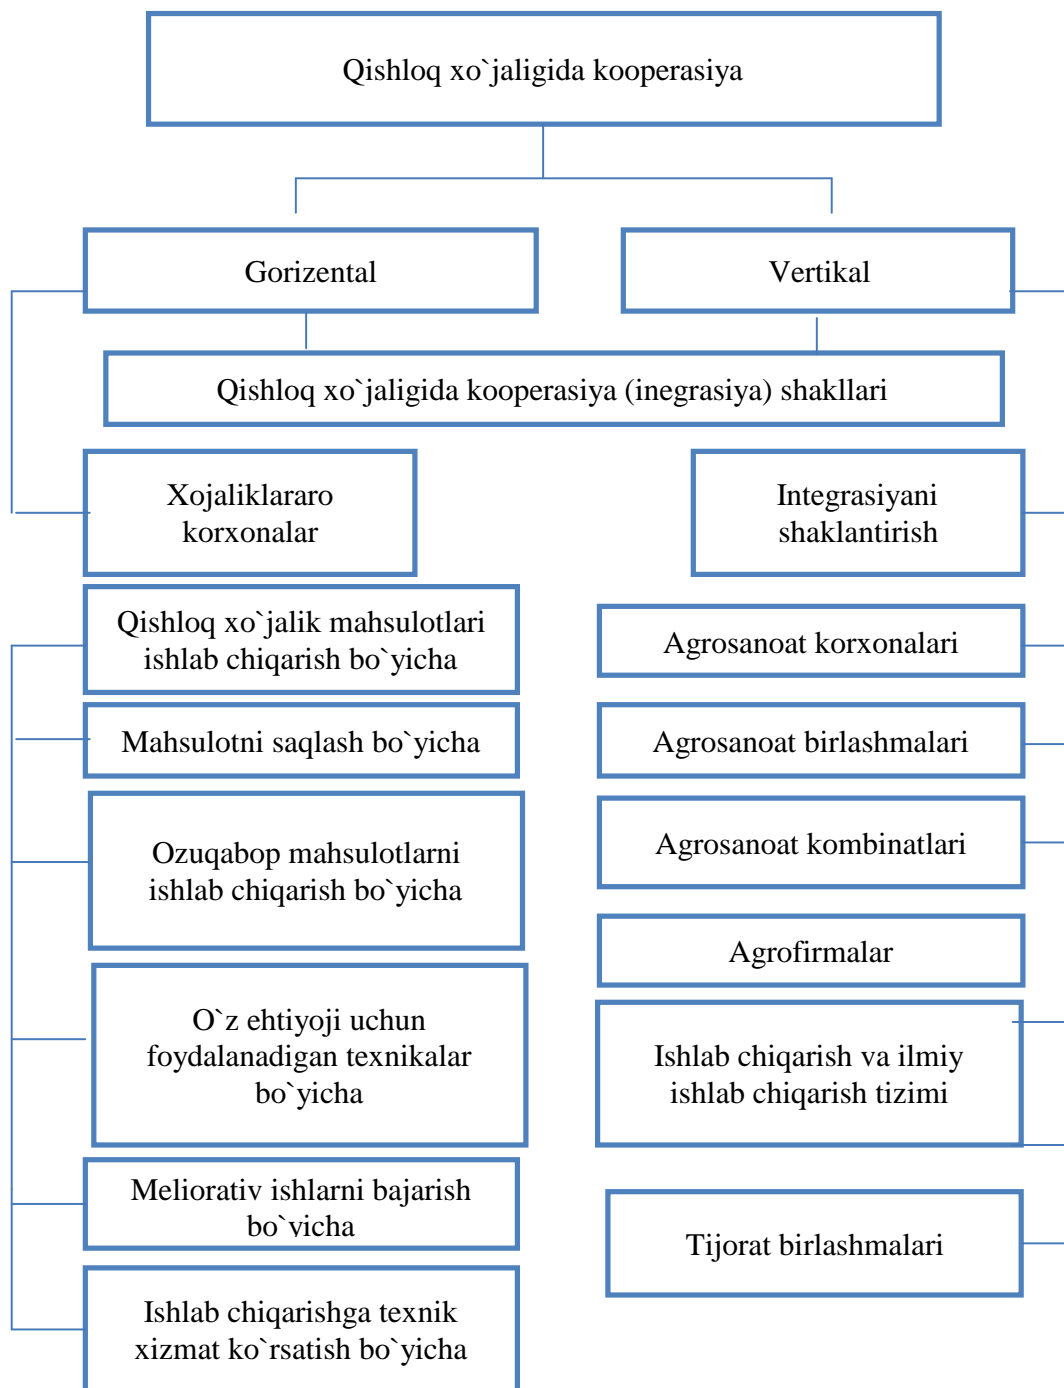 Qishloq xo`jaligida kooperasiya
Gorizental
Vertikal
Qishloq xo`jaligida kooperasiya (inegrasiya) shakllari
Xojaliklararo
korxonalar
Qishloq xo`jalik mahsulotlari
ishlab chiqarish bo`yicha
Mahsulotni saqlash bo`yicha
Ozuqabop mahsulotlarni
ishlab chiqarish bo`yicha
O`z ehtiyoji uchun
foydalanadigan texnikalar
bo`yicha
Meliorativ ishlarni bajarish
bo`yicha
Ishlab chiqarishga texnik
xizmat ko`rsatish bo`yicha
Integrasiyani
shaklantirish
Agrosanoat korxonalari
Agrosanoat birlashmalari
Agrosanoat kombinatlari
Agrofirmalar
Ishlab chiqarish va ilmiy
ishlab chiqarish tizimi
Tijorat birlashmalari